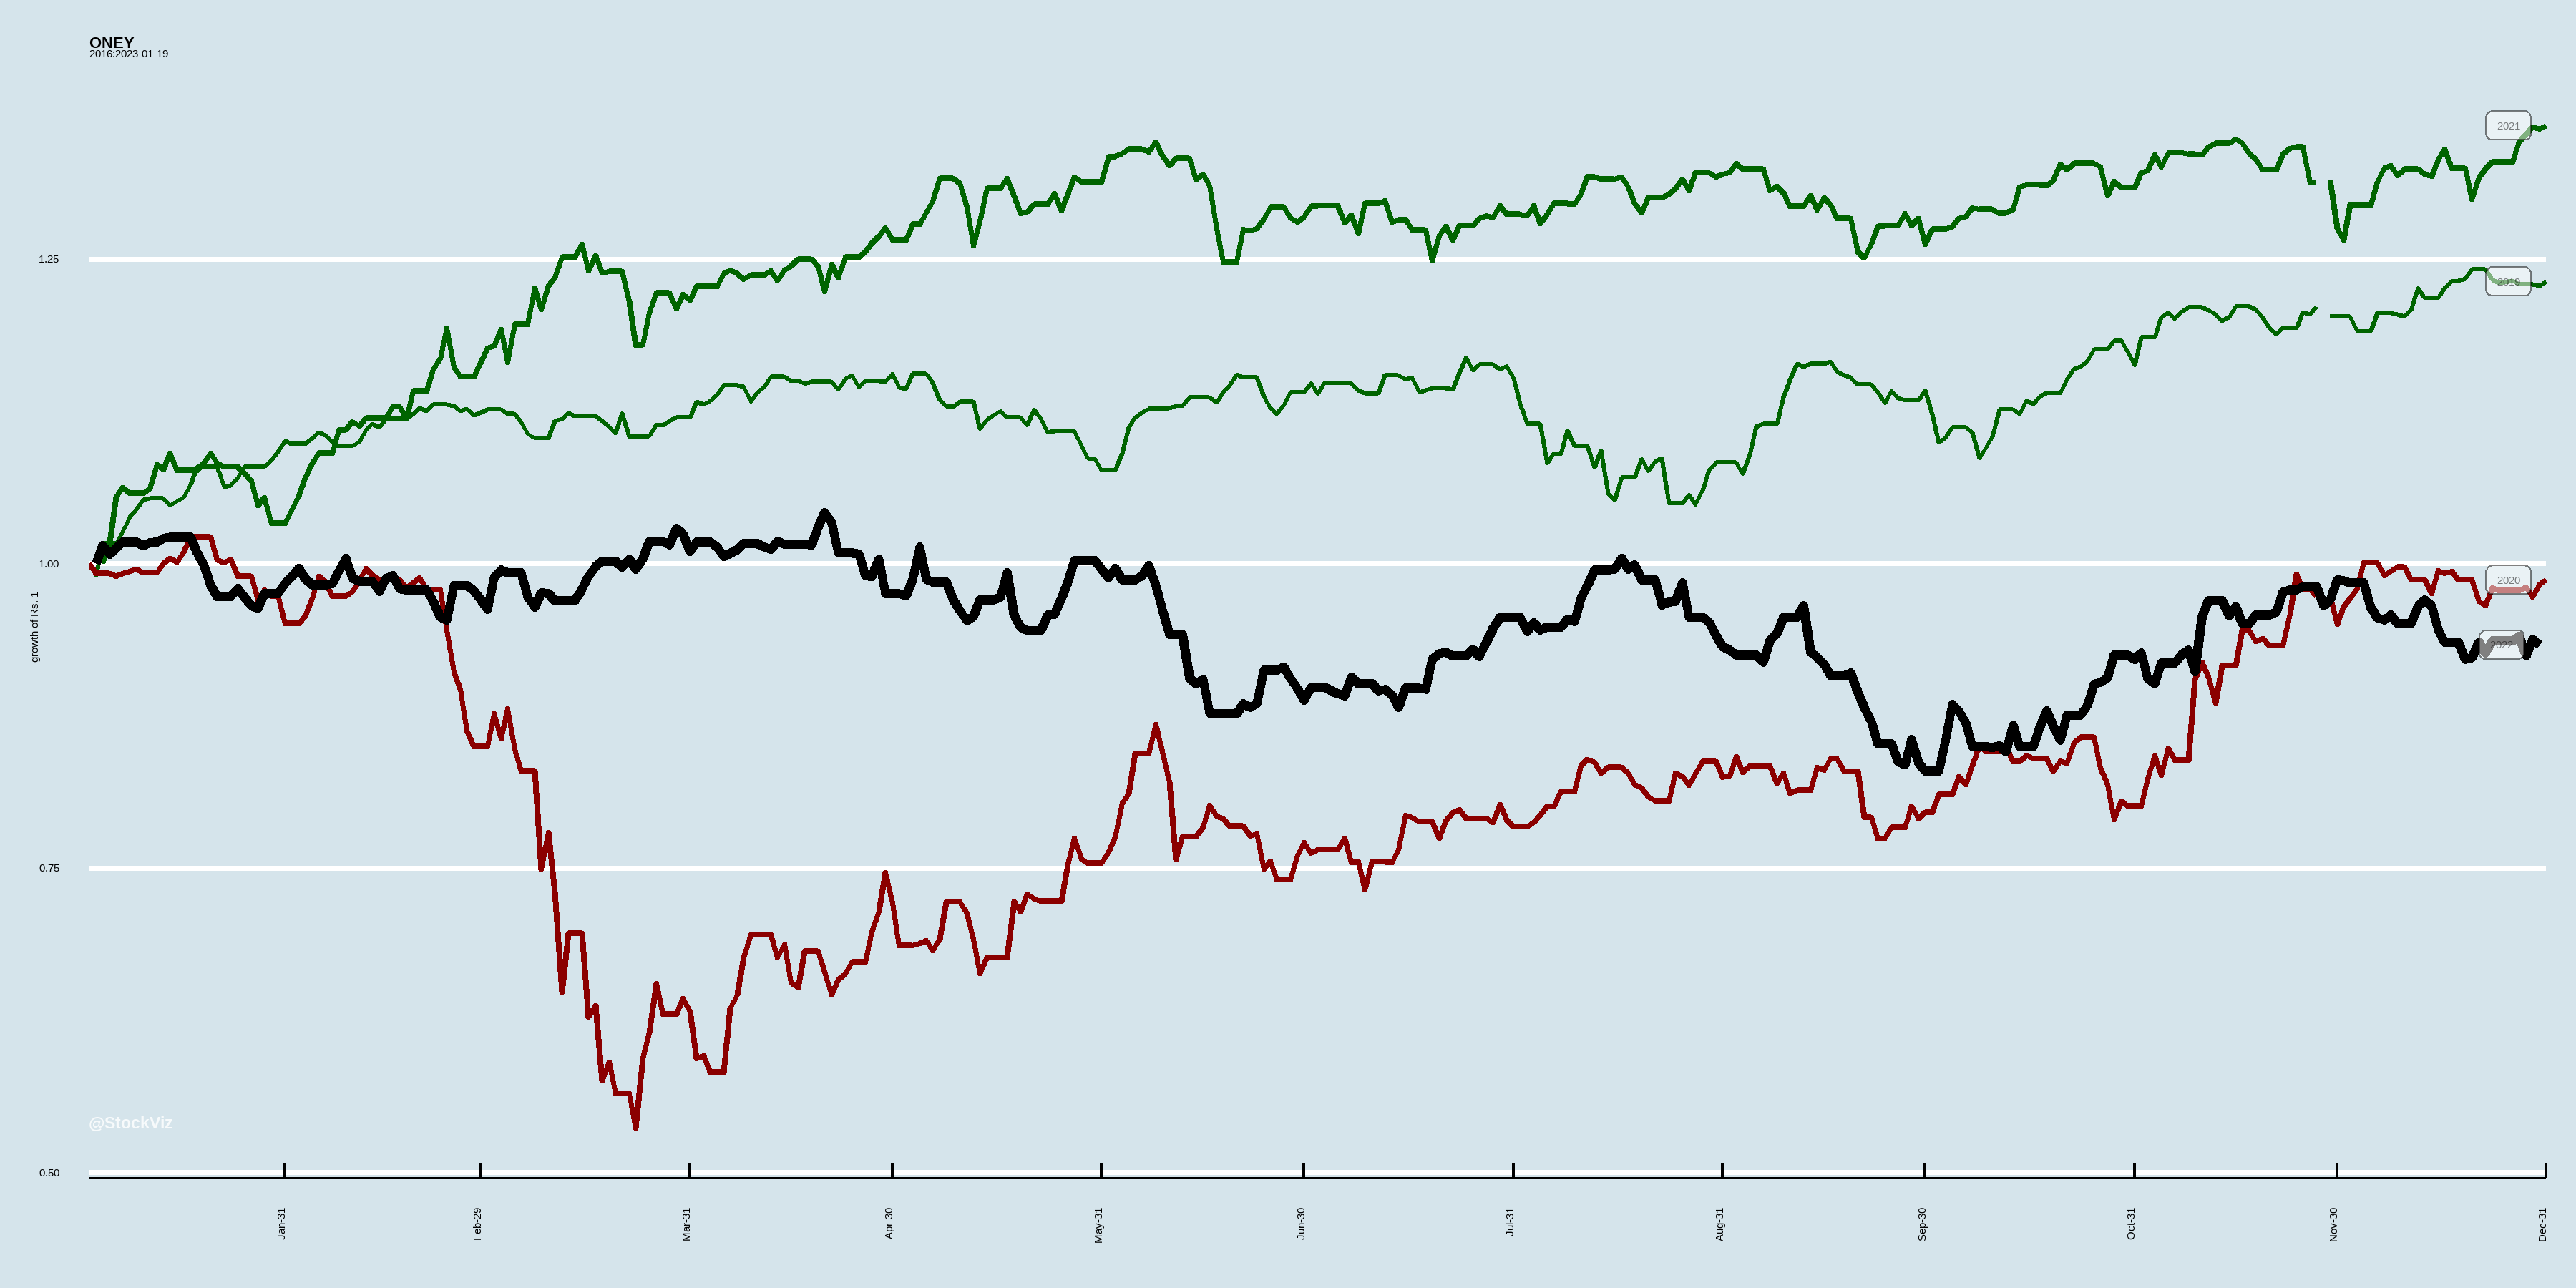 ONEY
2016:2023-01-19
2021
1.25
2019
1.00
2020
growth of Rs. 1
2022
0.75
@StockViz
0.50
Jan-31
Feb-29
Mar-31
Apr-30
May-31
Jun-30
Jul-31
Aug-31
Sep-30
Oct-31
Nov-30
Dec-31